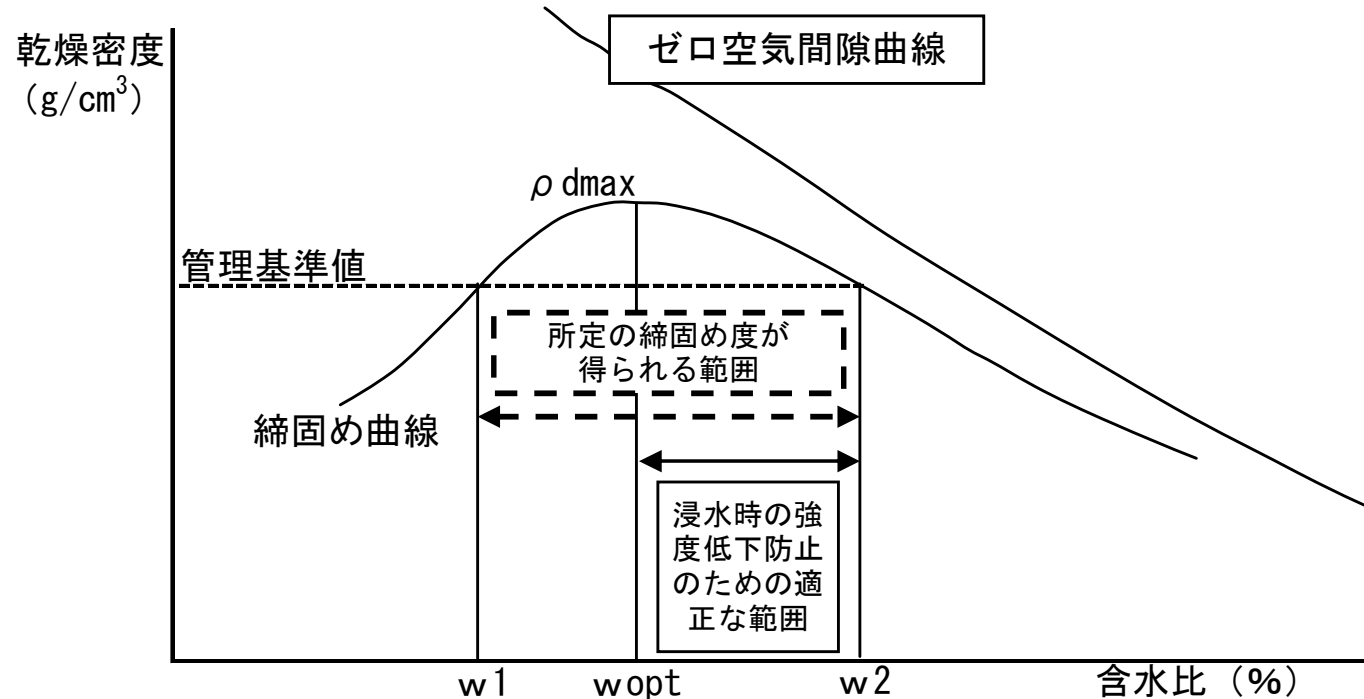 乾燥密度
(g/cm³)
ゼロ空気間隙曲線
ρdmax
管理基準値
所定の締固め度が
得られる範囲
締固め曲線
浸水時の強
度低下防止
のための適
正な範囲
w1
wopt
w2
含水比（%）